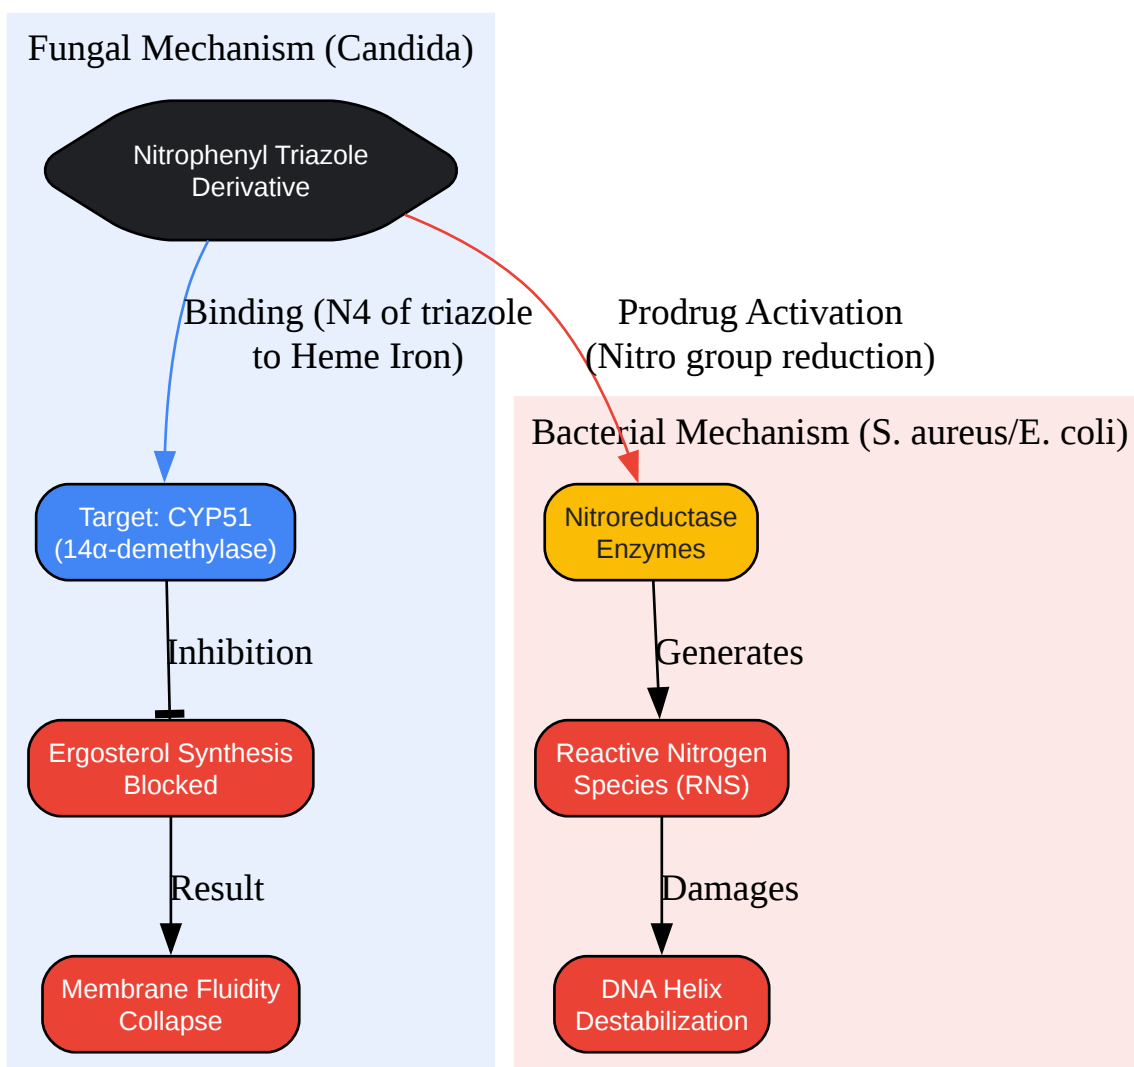 Fungal Mechanism (Candida)
Nitrophenyl Triazole
Derivative
Binding (N4 of triazole
to Heme Iron)
Prodrug Activation
(Nitro group reduction)
Bacterial Mechanism (S. aureus/E. coli)
Target: CYP51
(14α-demethylase)
Nitroreductase
Enzymes
Inhibition
Generates
Ergosterol Synthesis
Blocked
Reactive Nitrogen
Species (RNS)
Result
Damages
Membrane Fluidity
Collapse
DNA Helix
Destabilization